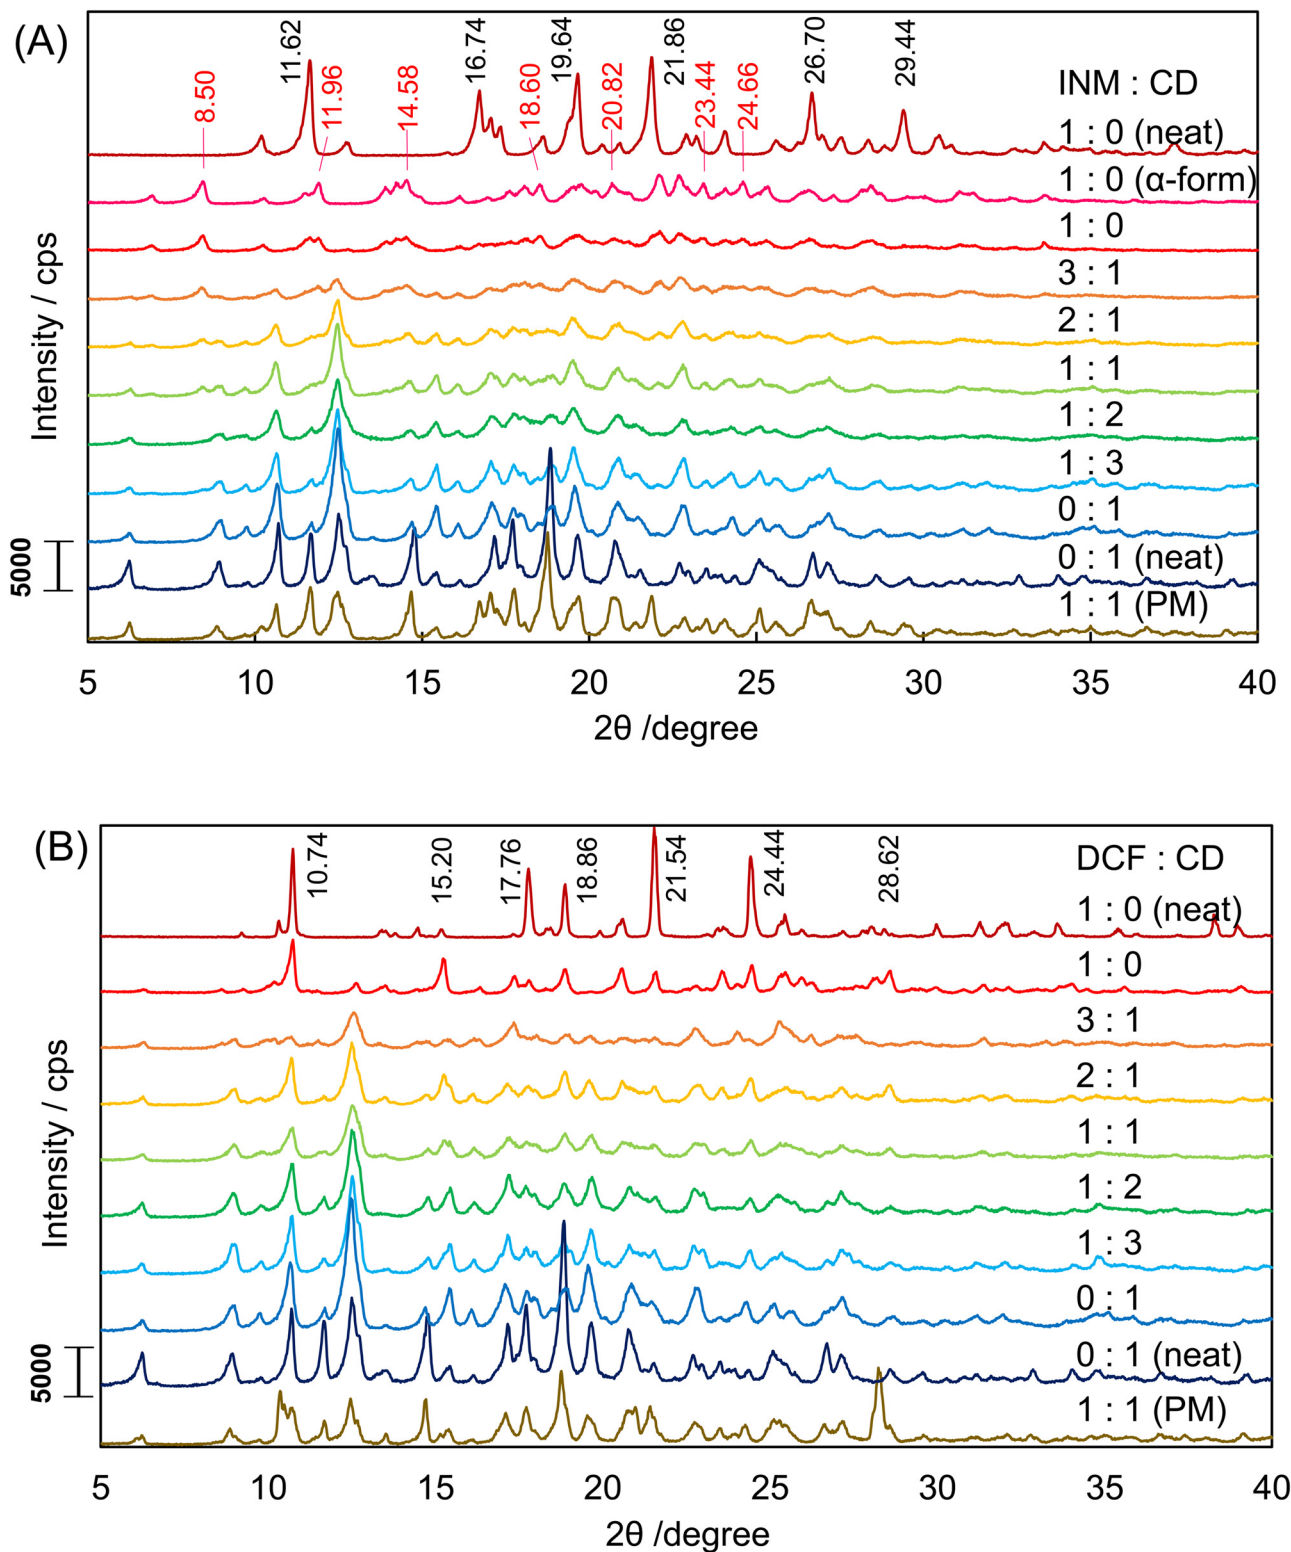 (A)
11.62
16.74
19.64
21.86
26.70
29.44
8.50
11.96
14.58
18.60
20.82
23.44
24.66
INM : CD
1 : 0 (neat)
1 : 0 (α-form)
1 : 0
3 : 1
2 : 1
1 : 1
1 : 2
1 : 3
0 : 1
0 : 1 (neat)
1 : 1 (PM)
Intensity / cps
5000
5 10 15 20 25 30 35 40
2θ /degree
(B)
10.74
15.20
17.76
18.86
21.54
24.44
28.62
DCF : CD
1 : 0 (neat)
1 : 0
3 : 1
2 : 1
1 : 1
1 : 2
1 : 3
0 : 1
0 : 1 (neat)
1 : 1 (PM)
Intensity / cps
5000
5 10 15 20 25 30 35 40
2θ /degree